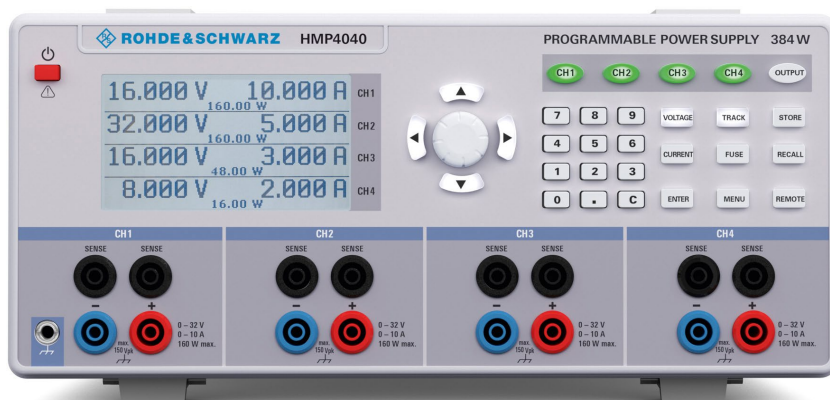 ROHDE&SCHWARZ HMP4040
PROGRAMMABLE POWER SUPPLY 384 W
16.000 V 10.000 A CH1
160.00 W
32.000 V 5.000 A CH2
160.00 W
16.000 V 3.000 A CH3
48.00 W
8.000 V 2.000 A CH4
16.00 W
CH1 CH2 CH3 CH4 OUTPUT
7 8 9 VOLTAGE TRACK STORE
4 5 6 CURRENT FUSE RECALL
1 2 3
0 . C ENTER MENU REMOTE
CH1 CH2 CH3 CH4
SENSE SENSE SENSE SENSE SENSE SENSE SENSE SENSE
- + - + - + - +
max.
150 Vpk
0 – 32 V
0 – 10 A
160 W max.
max.
150 Vpk
0 – 32 V
0 – 10 A
160 W max.
max.
150 Vpk
0 – 32 V
0 – 10 A
160 W max.
max.
150 Vpk
0 – 32 V
0 – 10 A
160 W max.